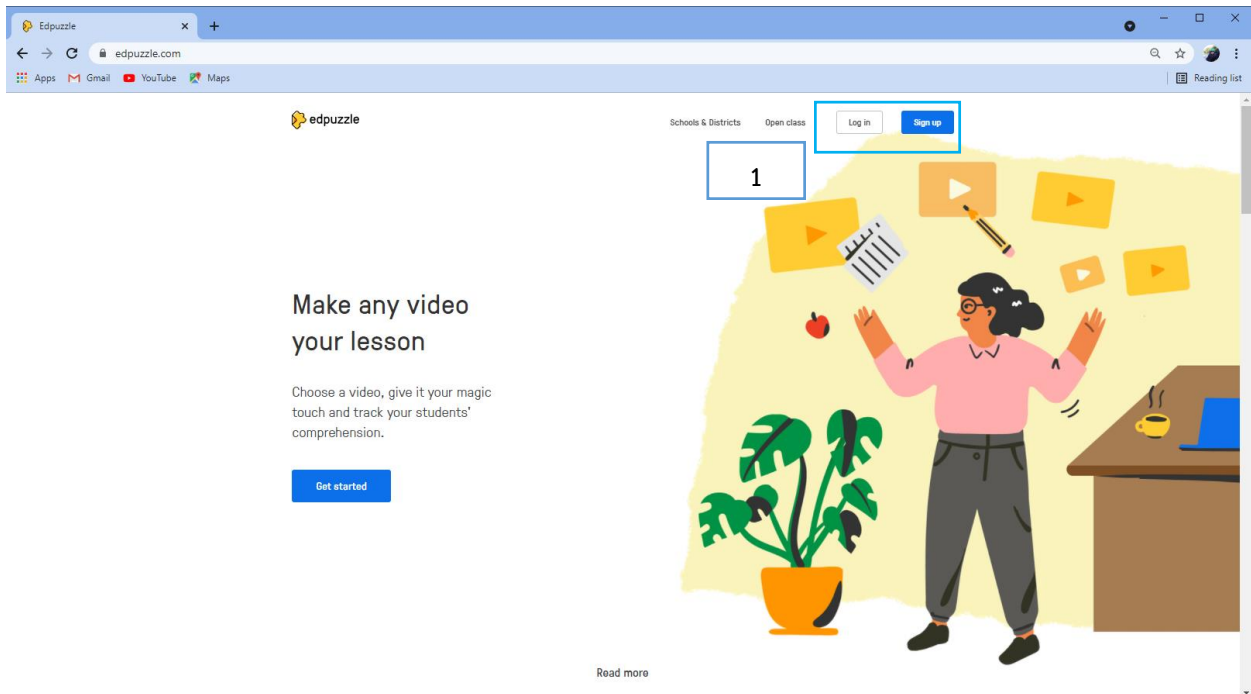 Edpuzzle
edpuzzle.com
Apps Gmail YouTube Maps Reading list
edpuzzle Schools & Districts Open class Log in Sign up
1
Make any video
your lesson
Choose a video, give it your magic
touch and track your students'
comprehension.
Get started
Read more